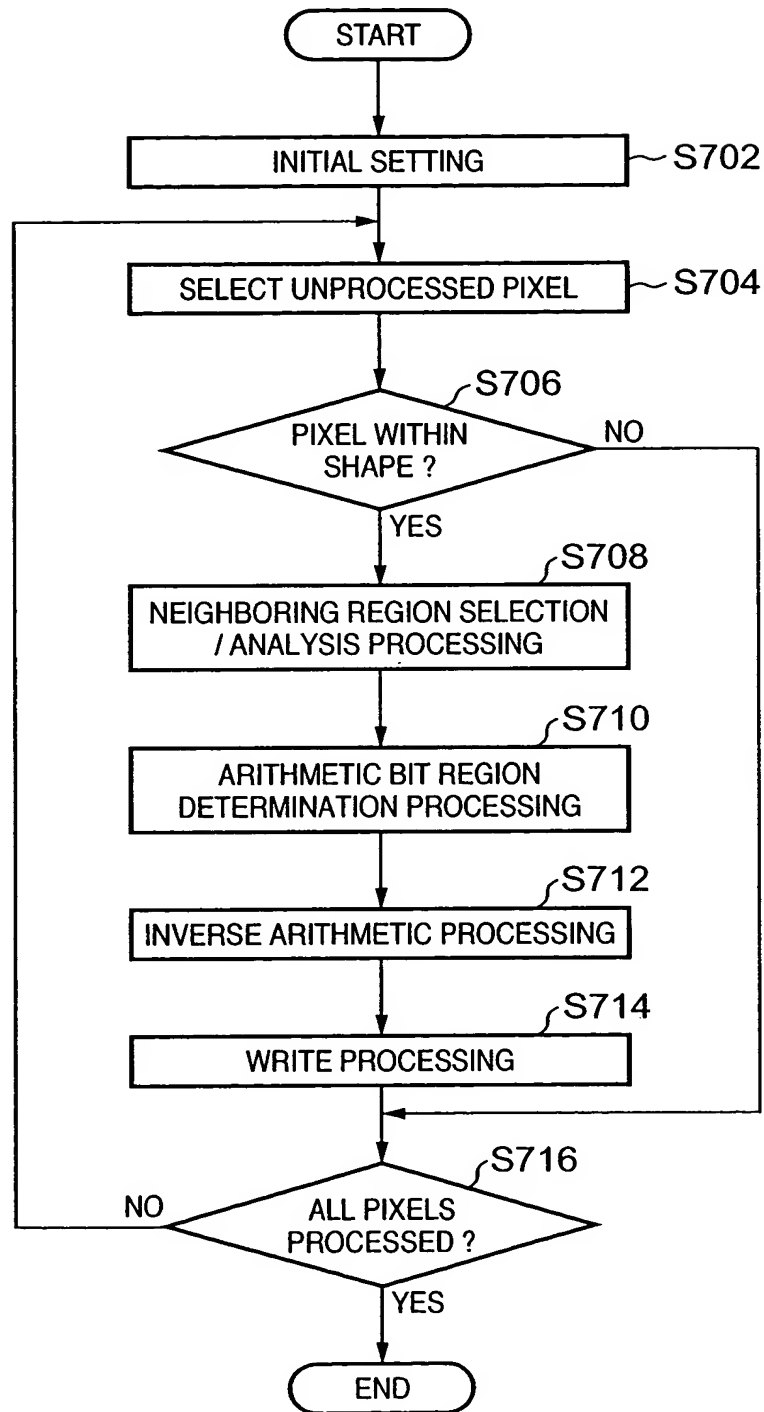 START
INITIAL SETTING
S702
SELECT UNPROCESSED PIXEL
S704
S706
PIXEL WITHIN
SHAPE ?
NO
YES
S708
NEIGHBORING REGION SELECTION
/ ANALYSIS PROCESSING
S710
ARITHMETIC BIT REGION
DETERMINATION PROCESSING
S712
INVERSE ARITHMETIC PROCESSING
S714
WRITE PROCESSING
S716
NO
ALL PIXELS
PROCESSED ?
YES
END